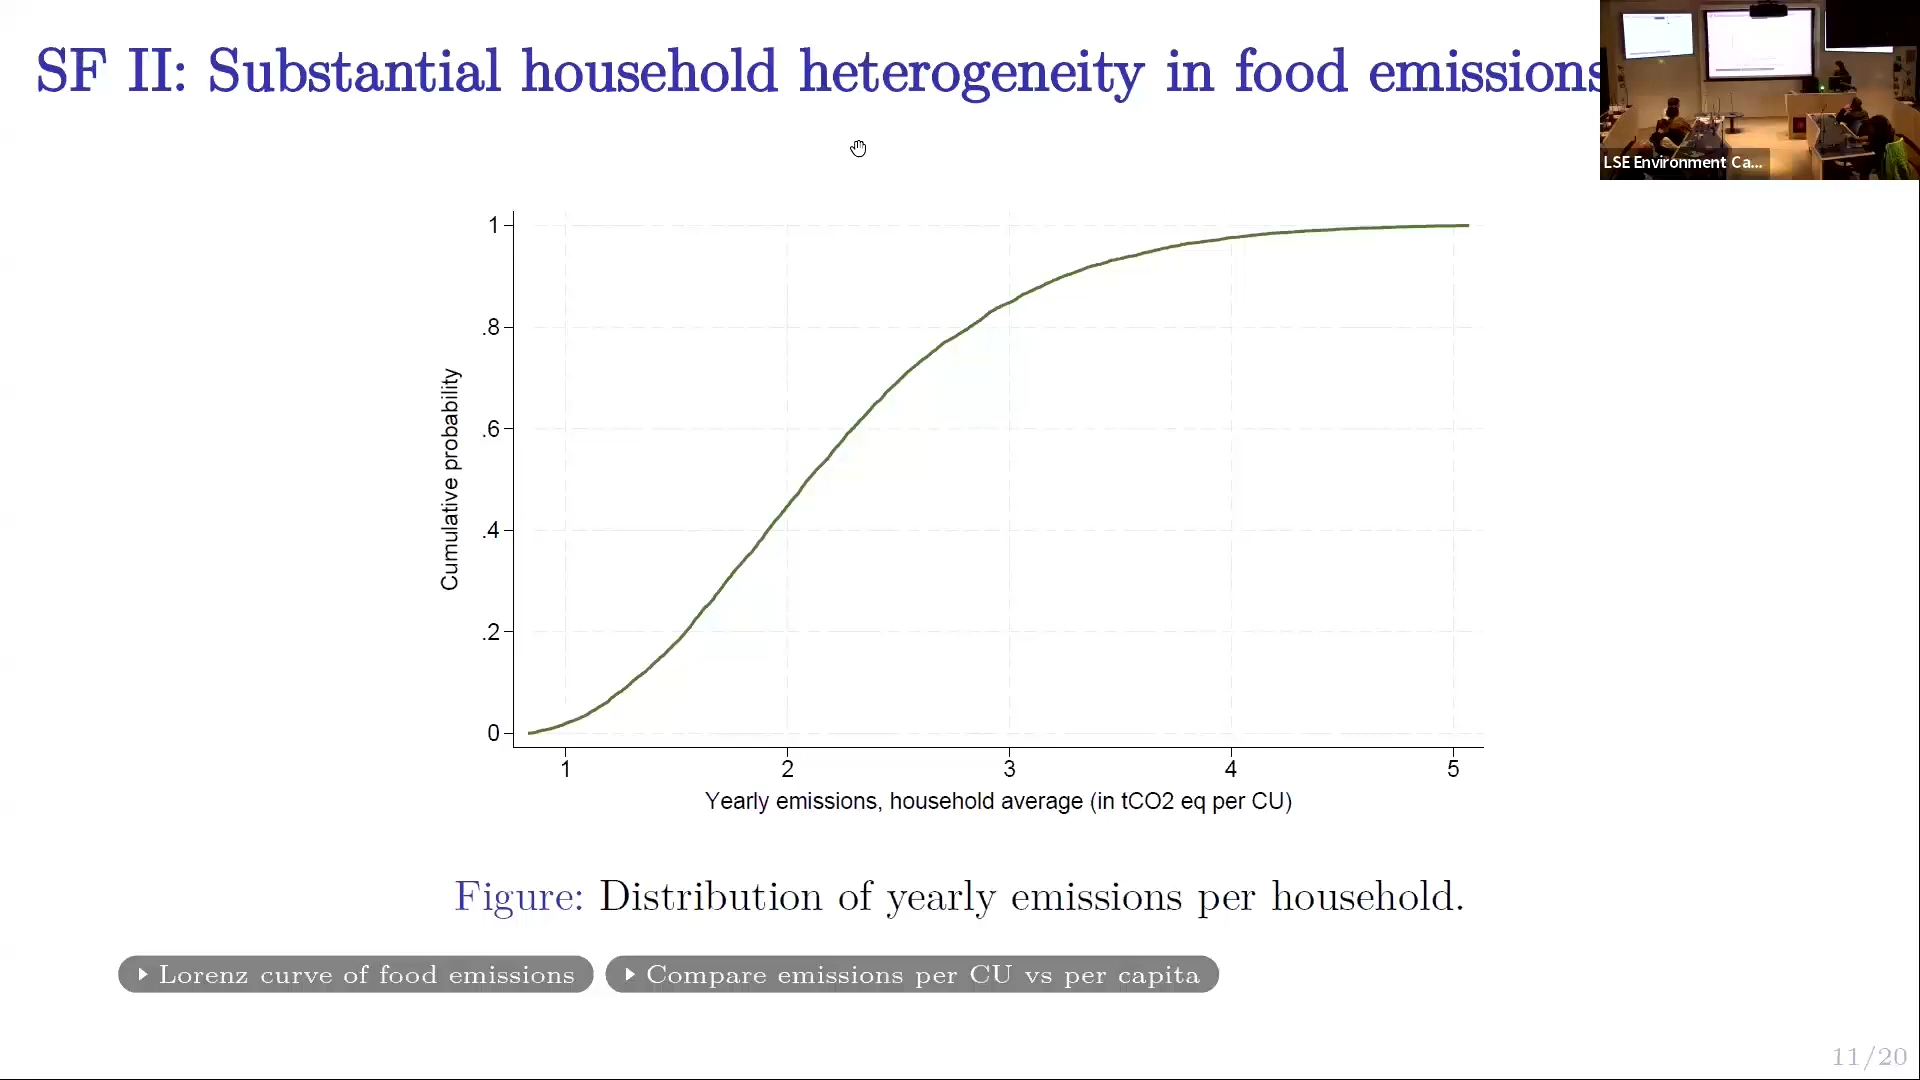 SF II: Substantial household heterogeneity in food emissions
LSE Environment Ca...
1
.8
.6
.4
.2
0
Cumulative probability
1 2 3 4 5
Yearly emissions, household average (in tCO2 eq per CU)
Figure: Distribution of yearly emissions per household.
Lorenz curve of food emissions
Compare emissions per CU vs per capita
11/20